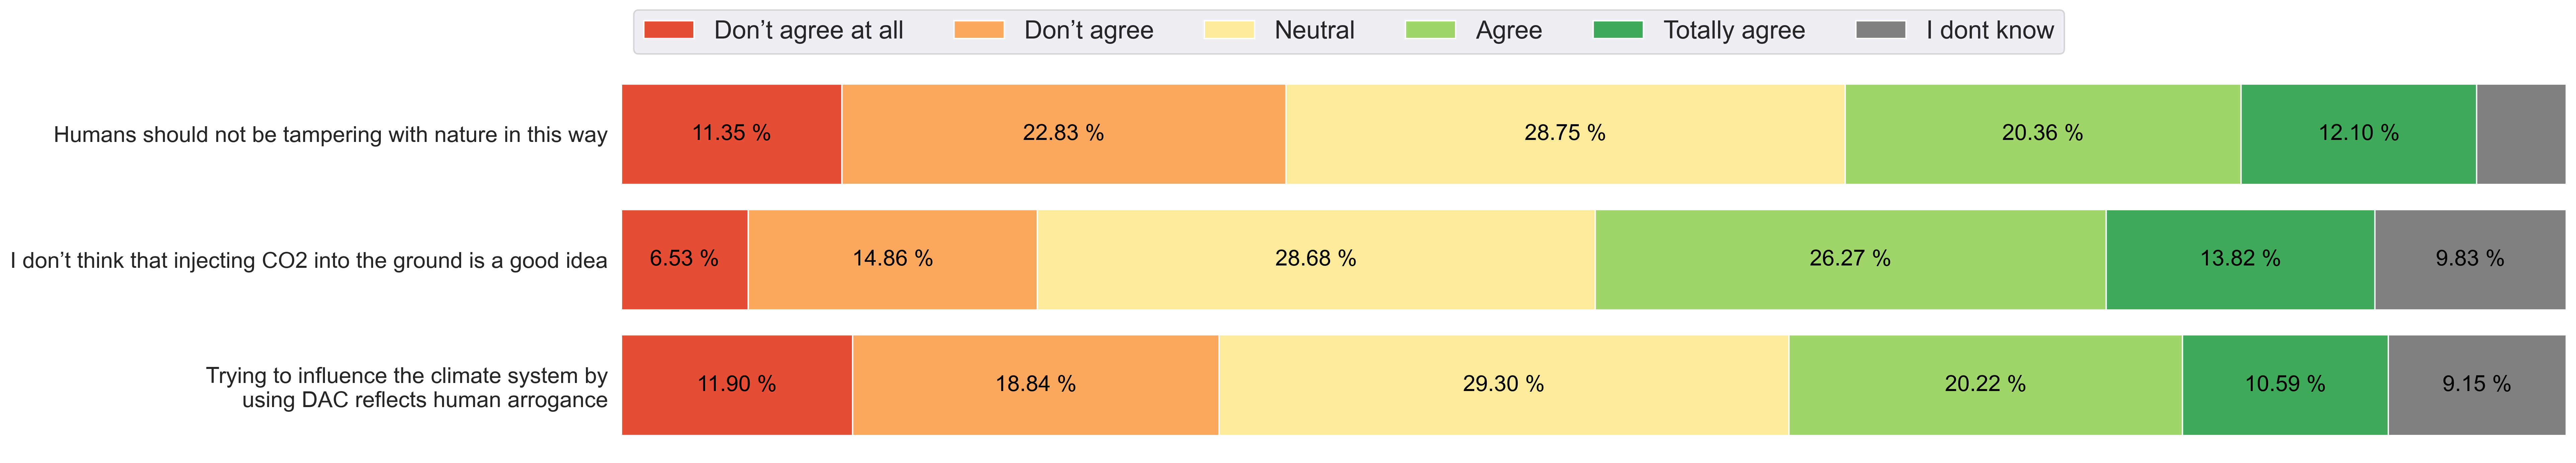 Don’t agree at all Don’t agree Neutral Agree Totally agree I dont know
Humans should not be tampering with nature in this way 11.35 % 22.83 % 28.75 % 20.36 % 12.10 %
I don’t think that injecting CO2 into the ground is a good idea 6.53 % 14.86 % 28.68 % 26.27 % 13.82 % 9.83 %
Trying to influence the climate system by
using DAC reflects human arrogance 11.90 % 18.84 % 29.30 % 20.22 % 10.59 % 9.15 %